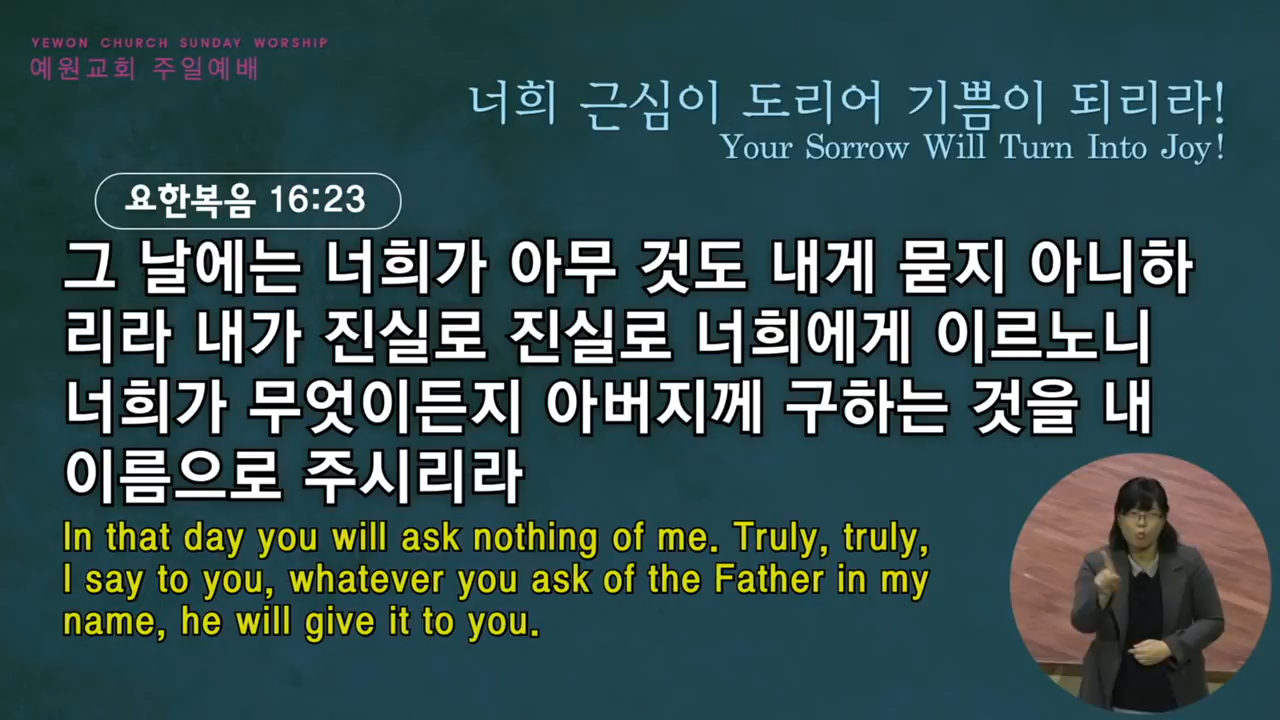 YEWON CHURCH SUNDAY WORSHIP
예원교회 주일예배
너희 근심이 도리어 기쁨이 되리라!
Your Sorrow Will Turn Into Joy!
요한복음 16:23
그 날에는 너희가 아무 것도 내게 묻지 아니하
리라 내가 진실로 진실로 너희에게 이르노니
너희가 무엇이든지 아버지께 구하는 것을 내
이름으로 주시리라
In that day you will ask nothing of me. Truly, truly,
I say to you, whatever you ask of the Father in my
name, he will give it to you.